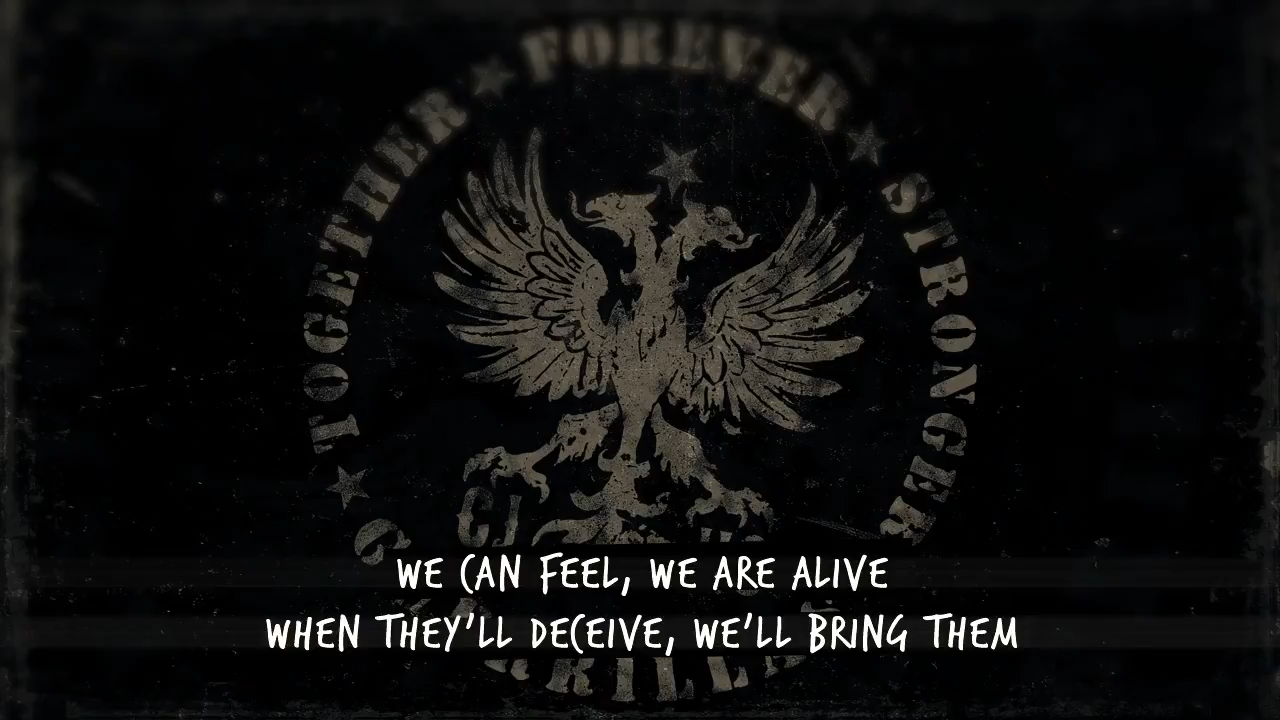 TOGETHER ★ FOREVER ★ STRONGER
WE CAN FEEL, WE ARE ALIVE
WHEN THEY'LL DECEIVE, WE'LL BRING THEM